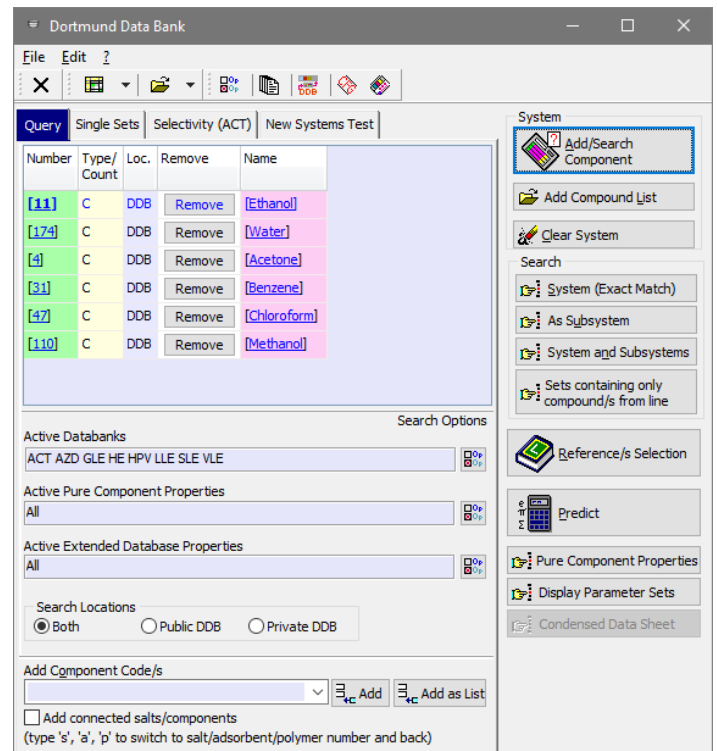 Dortmund Data Bank
File Edit ?
Query Single Sets Selectivity (ACT) New Systems Test
Number Type/ Count Loc. Remove Name
[11] C DDB Remove [Ethanol]
[174] C DDB Remove [Water]
[4] C DDB Remove [Acetone]
[31] C DDB Remove [Benzene]
[47] C DDB Remove [Chloroform]
[110] C DDB Remove [Methanol]
Search Options
Active Databanks
ACT AZD GLE HE HPV LLE SLE VLE
Active Pure Component Properties
All
Active Extended Database Properties
All
Search Locations
Both Public DDB Private DDB
Add Component Code/s
Add Add as List
Add connected salts/components
(type 's', 'a', 'p' to switch to salt/adsorbent/polymer number and back)
System
Add/Search
Component
Add Compound List
Clear System
Search
System (Exact Match)
As Subsystem
System and Subsystems
Sets containing only
compound/s from line
Reference/s Selection
Predict
Pure Component Properties
Display Parameter Sets
Condensed Data Sheet